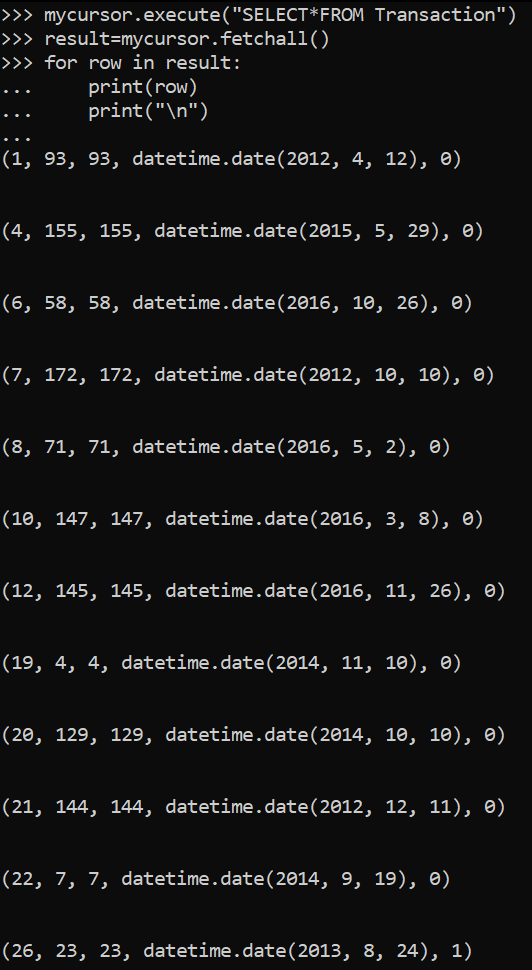 >>> mycursor.execute("SELECT*FROM Transaction")
>>> result=mycursor.fetchall()
>>> for row in result:
...     print(row)
...     print("\n")
...
(1, 93, 93, datetime.date(2012, 4, 12), 0)
(4, 155, 155, datetime.date(2015, 5, 29), 0)
(6, 58, 58, datetime.date(2016, 10, 26), 0)
(7, 172, 172, datetime.date(2012, 10, 10), 0)
(8, 71, 71, datetime.date(2016, 5, 2), 0)
(10, 147, 147, datetime.date(2016, 3, 8), 0)
(12, 145, 145, datetime.date(2016, 11, 26), 0)
(19, 4, 4, datetime.date(2014, 11, 10), 0)
(20, 129, 129, datetime.date(2014, 10, 10), 0)
(21, 144, 144, datetime.date(2012, 12, 11), 0)
(22, 7, 7, datetime.date(2014, 9, 19), 0)
(26, 23, 23, datetime.date(2013, 8, 24), 1)